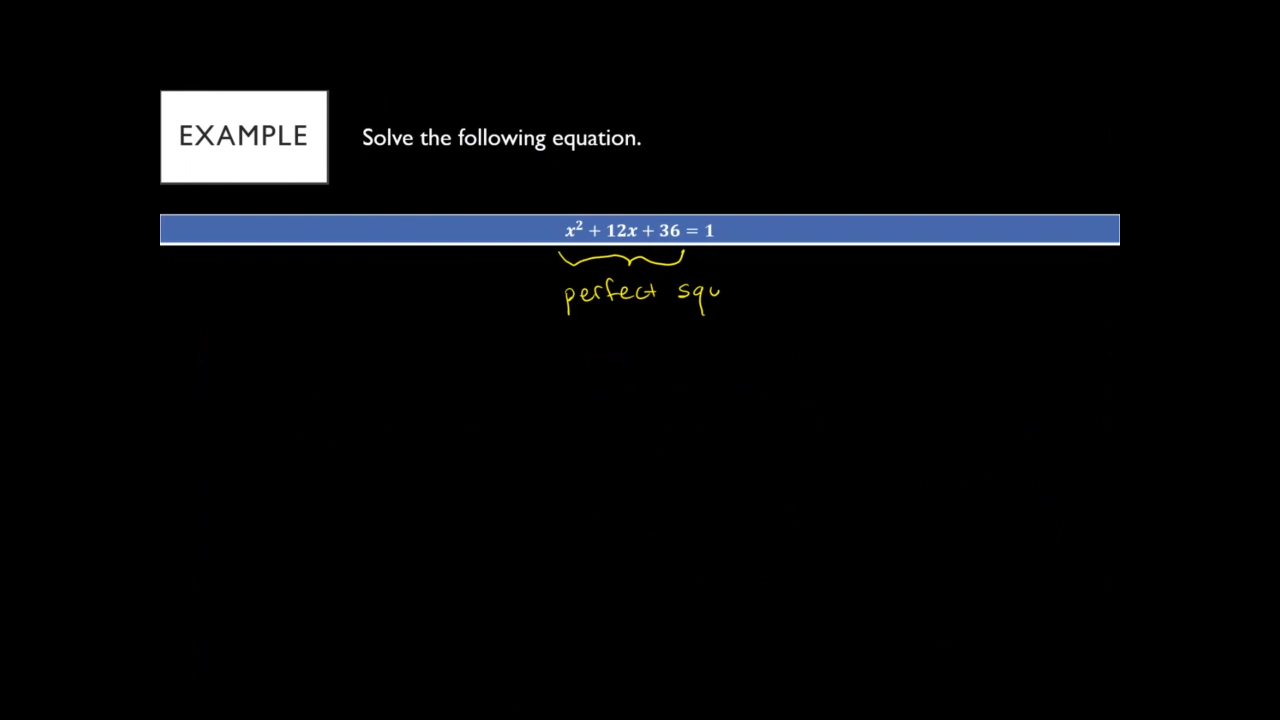 EXAMPLE
Solve the following equation.
x² + 12x + 36 = 1
perfect squ